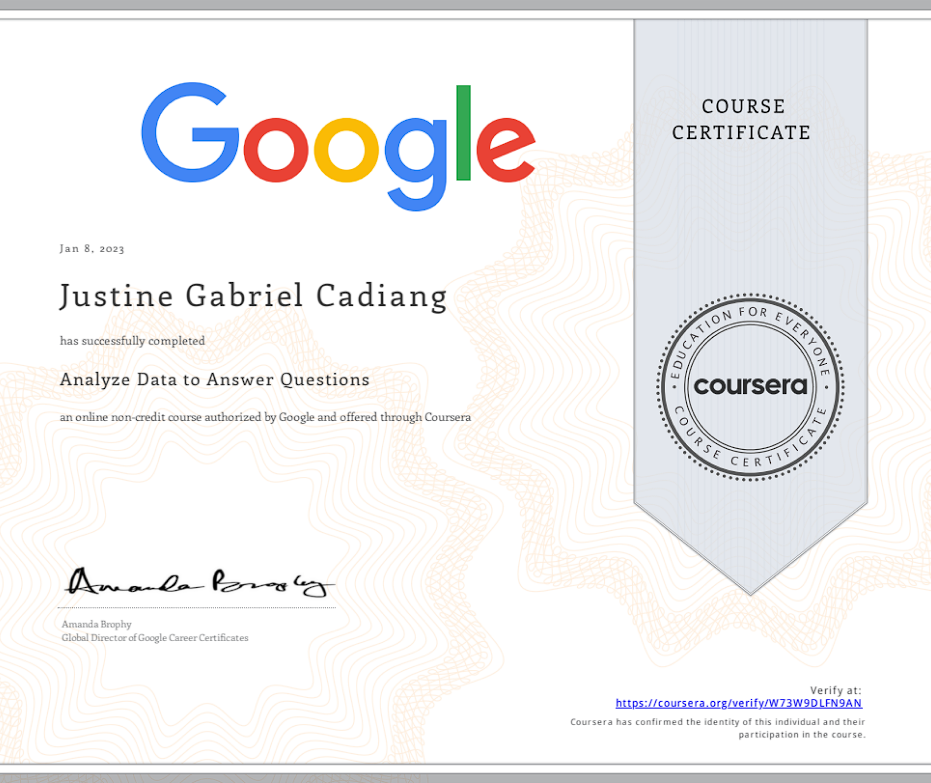 Google
COURSE
CERTIFICATE
Jan 8, 2023
Justine Gabriel Cadiang
has successfully completed
Analyze Data to Answer Questions
an online non-credit course authorized by Google and offered through Coursera
• EDUCATION FOR EVERYONE •
coursera
COURSE CERTIFICATE
Amanda Brophy
Amanda Brophy
Global Director of Google Career Certificates
Verify at:
https://coursera.org/verify/W73W9DLFN9AN
Coursera has confirmed the identity of this individual and their
participation in the course.